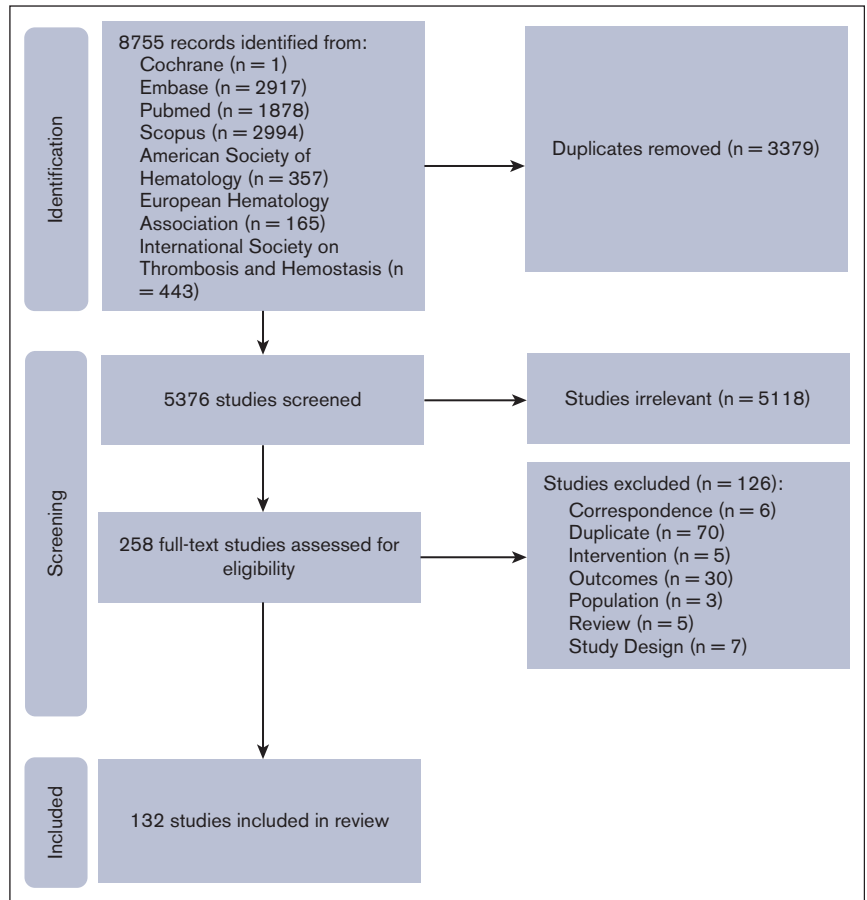 Identification
8755 records identified from:
Cochrane (n = 1)
Embase (n = 2917)
Pubmed (n = 1878)
Scopus (n = 2994)
American Society of
Hematology (n = 357)
European Hematology
Association (n = 165)
International Society on
Thrombosis and Hemostasis (n
= 443)
Duplicates removed (n = 3379)
Screening
5376 studies screened
Studies irrelevant (n = 5118)
258 full-text studies assessed for
eligibility
Studies excluded (n = 126):
Correspondence (n = 6)
Duplicate (n = 70)
Intervention (n = 5)
Outcomes (n = 30)
Population (n = 3)
Review (n = 5)
Study Design (n = 7)
Included
132 studies included in review